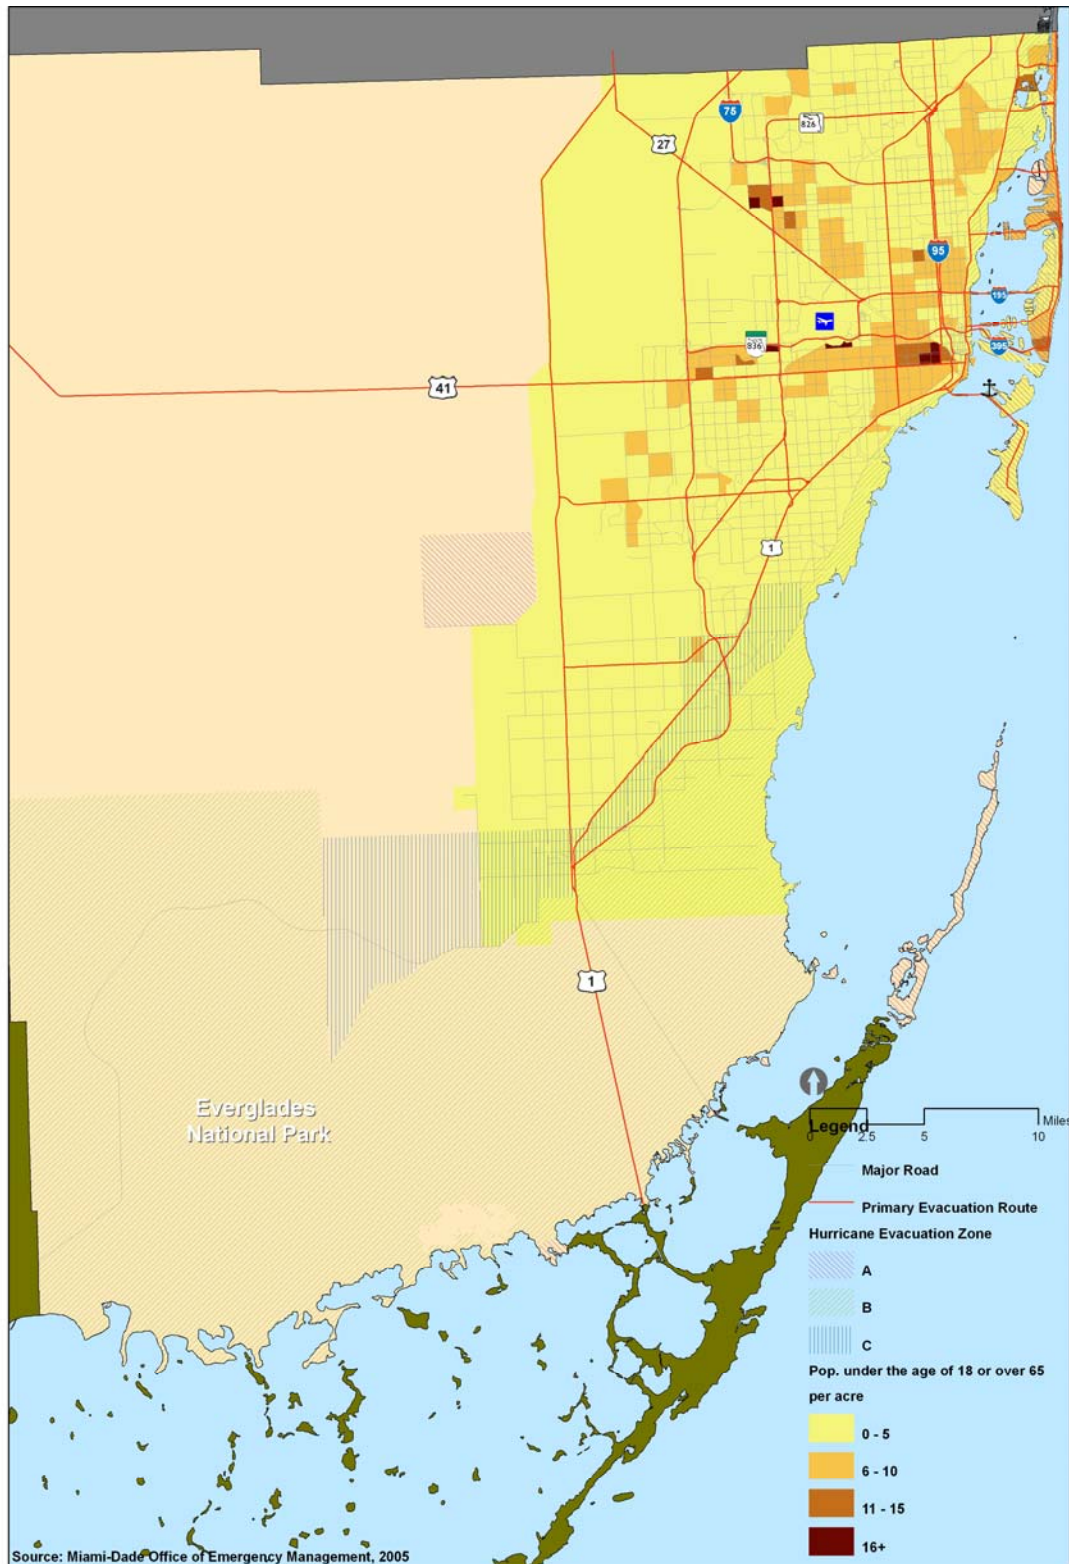 75
826
27
95
195
836
395
41
1
1
Everglades
National Park
Legend
0 2.5 5 10 Miles
Major Road
Primary Evacuation Route
Hurricane Evacuation Zone
A
B
C
Pop. under the age of 18 or over 65
per acre
0 - 5
6 - 10
11 - 15
16+
Source: Miami-Dade Office of Emergency Management, 2005